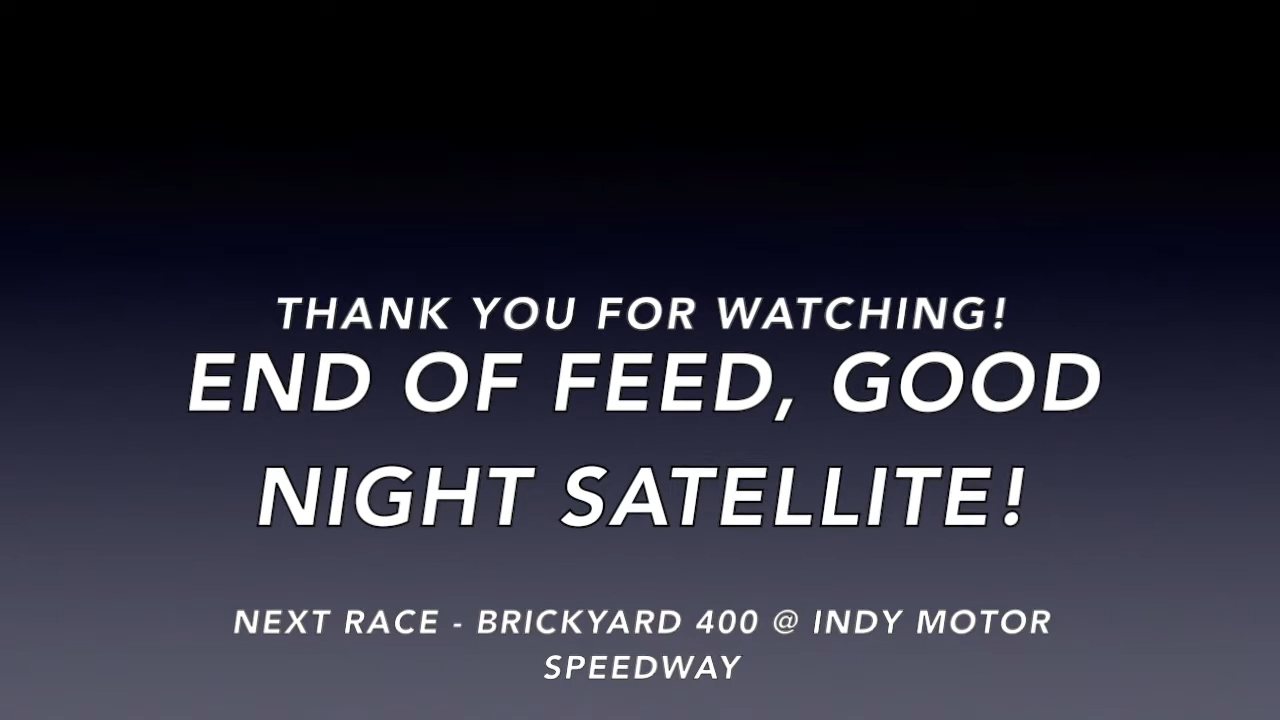 THANK YOU FOR WATCHING!
END OF FEED, GOOD
NIGHT SATELLITE!
NEXT RACE - BRICKYARD 400 @ INDY MOTOR
SPEEDWAY